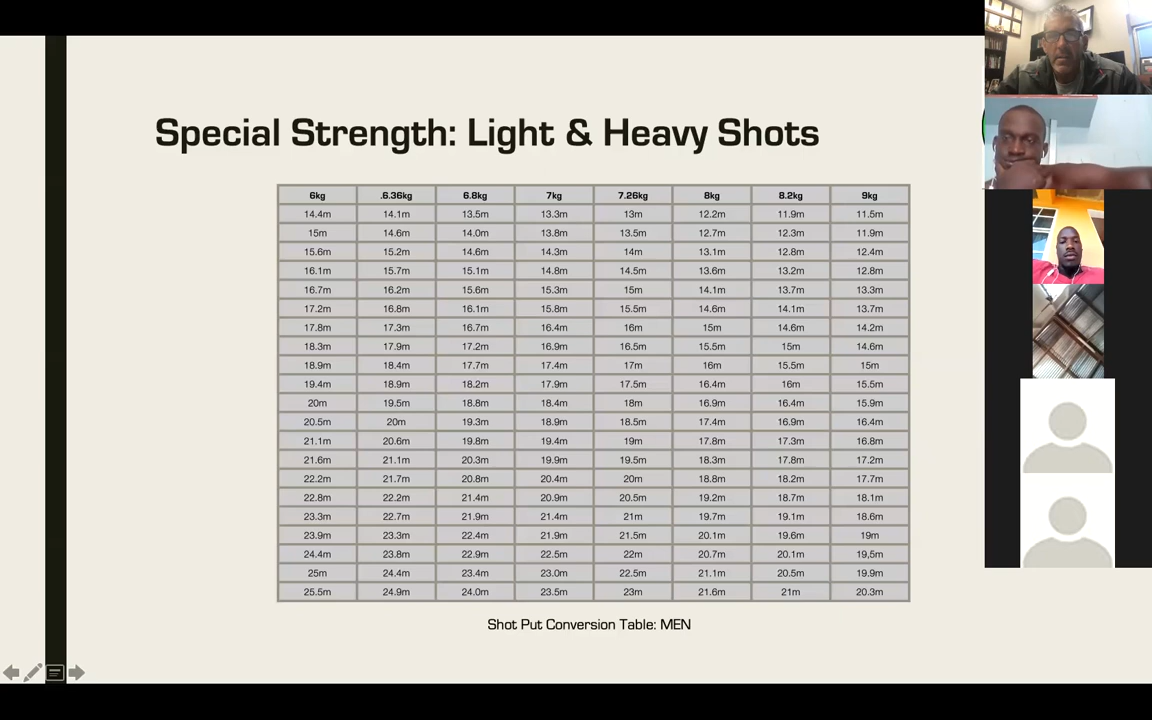 Special Strength: Light & Heavy Shots
6kg .6.36kg 6.8kg 7kg 7.26kg 8kg 8.2kg 9kg
14.4m 14.1m 13.5m 13.3m 13m 12.2m 11.9m 11.5m
15m 14.6m 14.0m 13.8m 13.5m 12.7m 12.3m 11.9m
15.6m 15.2m 14.6m 14.3m 14m 13.1m 12.8m 12.4m
16.1m 15.7m 15.1m 14.8m 14.5m 13.6m 13.2m 12.8m
16.7m 16.2m 15.6m 15.3m 15m 14.1m 13.7m 13.3m
17.2m 16.8m 16.1m 15.8m 15.5m 14.6m 14.1m 13.7m
17.8m 17.3m 16.7m 16.4m 16m 15m 14.6m 14.2m
18.3m 17.9m 17.2m 16.9m 16.5m 15.5m 15m 14.6m
18.9m 18.4m 17.7m 17.4m 17m 16m 15.5m 15m
19.4m 18.9m 18.2m 17.9m 17.5m 16.4m 16m 15.5m
20m 19.5m 18.8m 18.4m 18m 16.9m 16.4m 15.9m
20.5m 20m 19.3m 18.9m 18.5m 17.4m 16.9m 16.4m
21.1m 20.6m 19.8m 19.4m 19m 17.8m 17.3m 16.8m
21.6m 21.1m 20.3m 19.9m 19.5m 18.3m 17.8m 17.2m
22.2m 21.7m 20.8m 20.4m 20m 18.8m 18.2m 17.7m
22.8m 22.2m 21.4m 20.9m 20.5m 19.2m 18.7m 18.1m
23.3m 22.7m 21.9m 21.4m 21m 19.7m 19.1m 18.6m
23.9m 23.3m 22.4m 21.9m 21.5m 20.1m 19.6m 19m
24.4m 23.8m 22.9m 22.5m 22m 20.7m 20.1m 19,5m
25m 24.4m 23.4m 23.0m 22.5m 21.1m 20.5m 19.9m
25.5m 24.9m 24.0m 23.5m 23m 21.6m 21m 20.3m
Shot Put Conversion Table: MEN